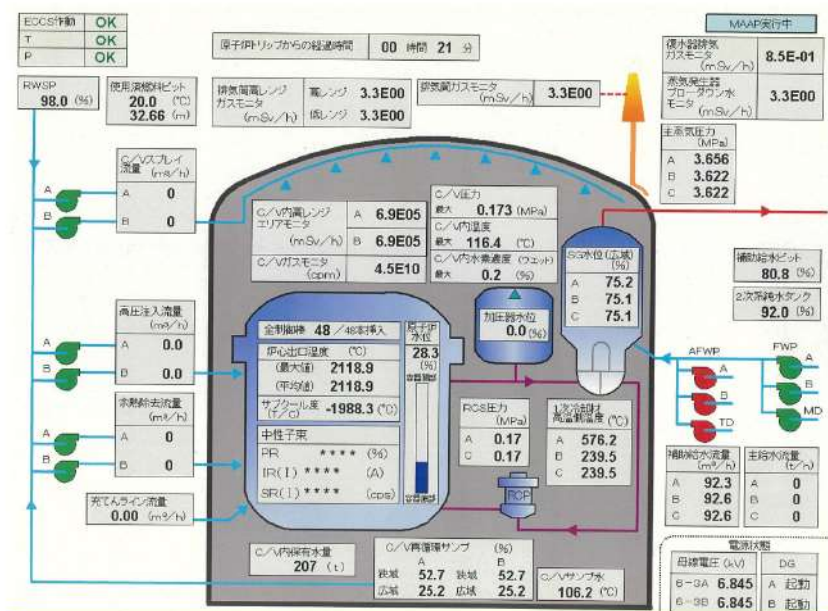 ECCS作動 OK
T OK
P OK
原子炉トリップからの経過時間 00 時間 21 分
MAAP実行中
RWSP
98.0 (%)
使用済燃料ピット
20.0 (℃)
32.66 (m)
排気筒高レンジ
ガスモニタ
(mSv/h)
高レンジ 3.3E00
低レンジ 3.3E00
排気筒ガスモニタ
(mSv/h) 3.3E00
復水器排気
ガスモニタ
(mSv/h) 8.5E-01
蒸気発生器
ブローダウン水
モニタ
(mSv/h) 3.3E00
主蒸気圧力
(MPa)
A 3.656
B 3.622
C 3.622
C/Vスプレイ
流量
(m3/h)
A 0
B 0
A
B
C/V内高レンジ
エリアモニタ
(mSv/h)
A 6.9E05
B 6.9E05
C/Vガスモニタ
(cpm) 4.5E10
C/V圧力
最大 0.173 (MPa)
C/V内温度
最大 116.4 (℃)
C/V内水素濃度 (ウエット)
最大 0.2 (%)
SG水位(広域)
(%)
A 75.2
B 75.1
C 75.1
補助給水ピット
80.8 (%)
2次系純水タンク
92.0 (%)
高圧注入流量
(m3/h)
A 0.0
B 0.0
A
B
全制御棒 48 /48本挿入
炉心出口温度 (℃)
(最大値) 2118.9
(平均値) 2118.9
サブクール度
(T/C) -1988.3 (℃)
原子炉
水位
28.3
(%)
容器頂部
容器底部
加圧器水位
0.0 (%)
AFWP
A
B
TD
FWP
A
B
MD
余熱除去流量
(m3/h)
A 0
B 0
A
B
中性子束
PR **** (%)
IR(I) **** (A)
SR(I) **** (cps)
RCS圧力
(MPa)
A 0.17
C 0.17
1次冷却材
高温側温度 (℃)
A 576.2
B 239.5
C 239.5
RCP
補助給水流量
(m3/h)
A 92.3
B 92.6
C 92.6
主給水流量
(t/h)
A 0
B 0
C 0
充てんライン流量
0.00 (m3/h)
C/V内保有水量
207 (t)
C/V再循環サンプ (%)
A B
狭域 52.7 狭域 52.7
広域 25.2 広域 25.2
C/Vサンプ水
106.2 (℃)
電源状態
母線電圧 (kV) DG
6-3A 6.845 A 起動
6-3B 6.845 B 起動